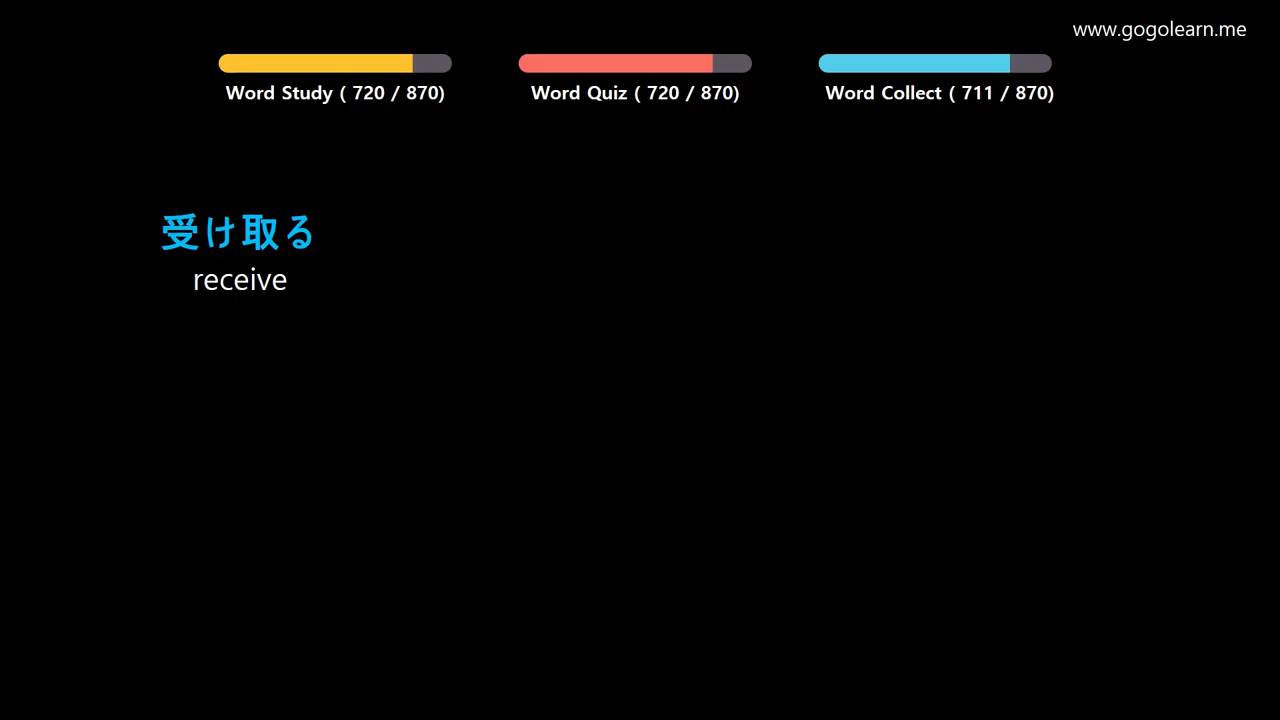 www.gogolearn.me
Word Study ( 720 / 870)
Word Quiz ( 720 / 870)
Word Collect ( 711 / 870)
受け取る
receive